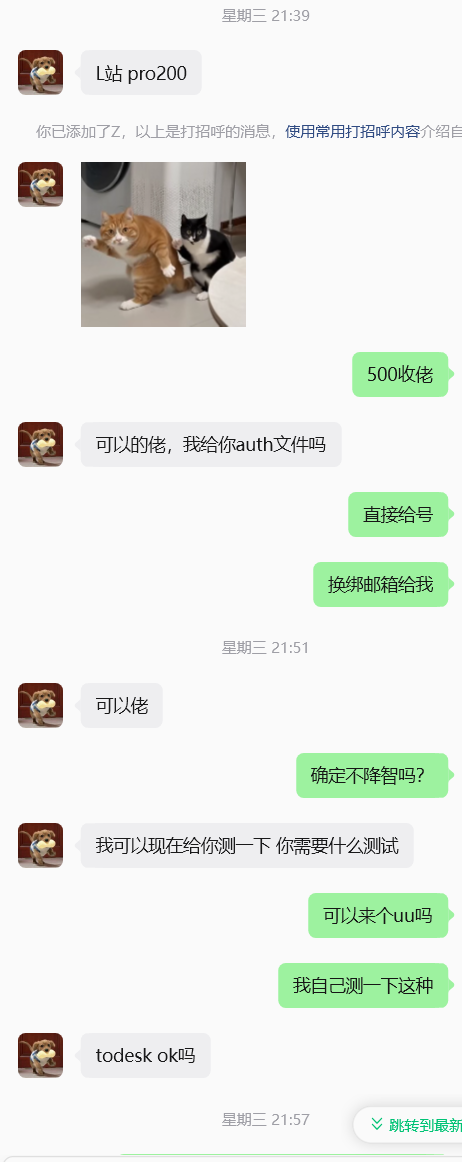 星期三 21:39
L站 pro200
你已添加了Z，以上是打招呼的消息，使用常用打招呼内容介绍自
500收佬
可以的佬，我给你auth文件吗
直接给号
换绑邮箱给我
星期三 21:51
可以佬
确定不降智吗？
我可以现在给你测一下 你需要什么测试
可以来个uu吗
我自己测一下这种
todesk ok吗
星期三 21:57
跳转到最新